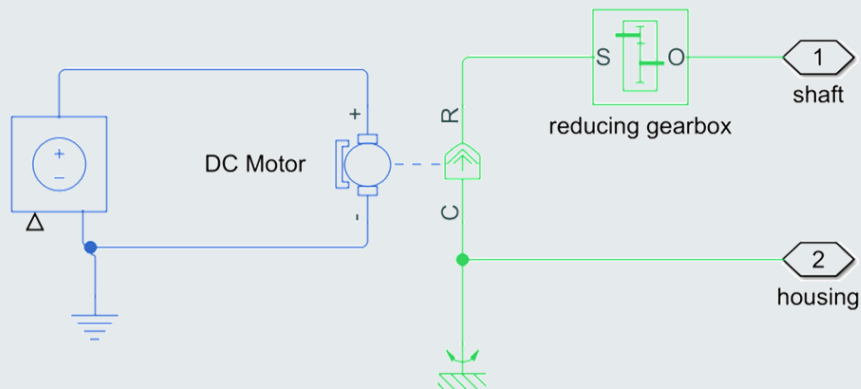 S
O
1
shaft
reducing gearbox
+
R
+
-
DC Motor
C
-
2
housing